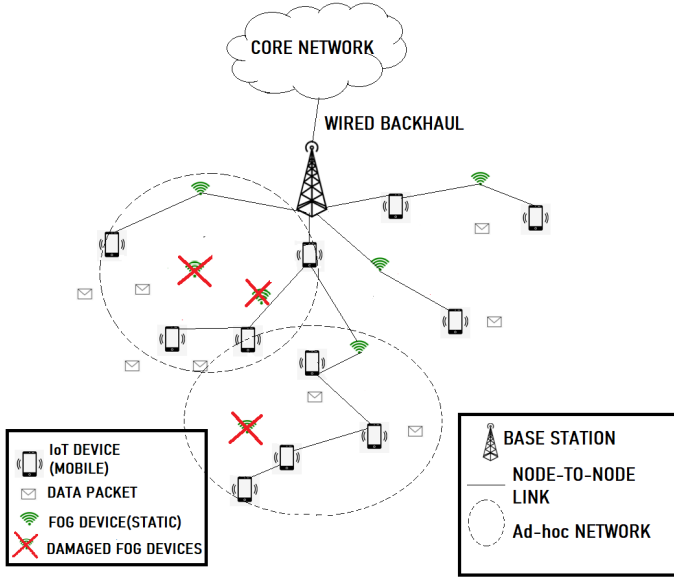 CORE NETWORK
WIRED BACKHAUL
IoT DEVICE
(MOBILE)
DATA PACKET
FOG DEVICE(STATIC)
DAMAGED FOG DEVICES
BASE STATION
NODE-TO-NODE
LINK
Ad-hoc NETWORK